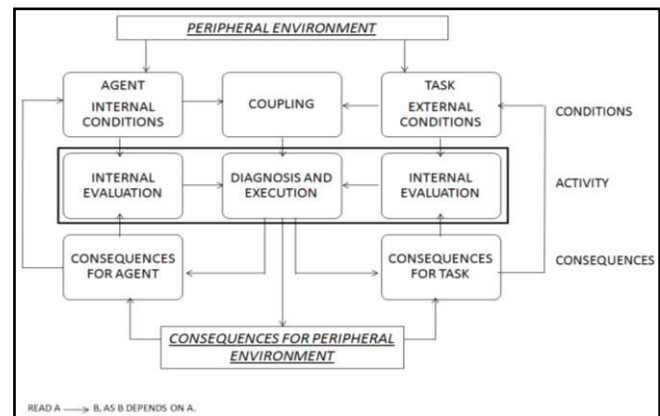 PERIPHERAL ENVIRONMENT
AGENT
INTERNAL
CONDITIONS
COUPLING
TASK
EXTERNAL
CONDITIONS
CONDITIONS
INTERNAL
EVALUATION
DIAGNOSIS AND
EXECUTION
INTERNAL
EVALUATION
ACTIVITY
CONSEQUENCES
FOR AGENT
CONSEQUENCES
FOR TASK
CONSEQUENCES
CONSEQUENCES FOR PERIPHERAL
ENVIRONMENT
READ A ⟶ B, AS B DEPENDS ON A.